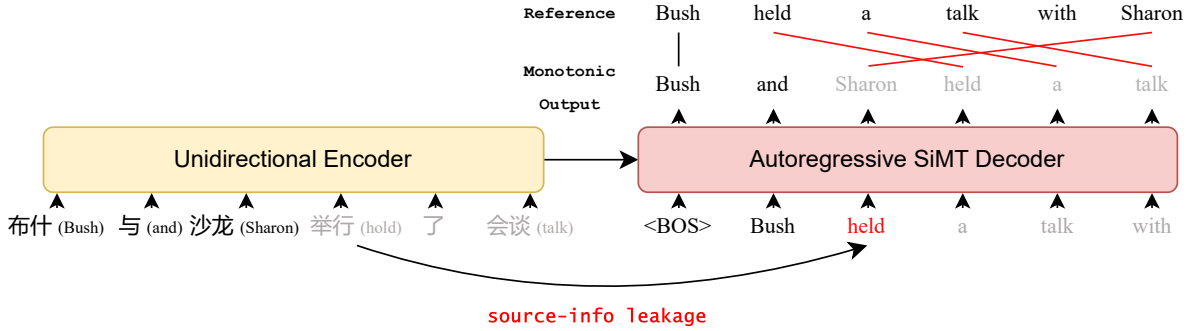 Reference Bush held a talk with Sharon
Monotonic Output Bush and Sharon held a talk
Unidirectional Encoder
Autoregressive SiMT Decoder
布什 (Bush) 与 (and) 沙龙 (Sharon) 举行 (hold) 了 会谈 (talk)
<BOS> Bush held a talk with
source-info leakage